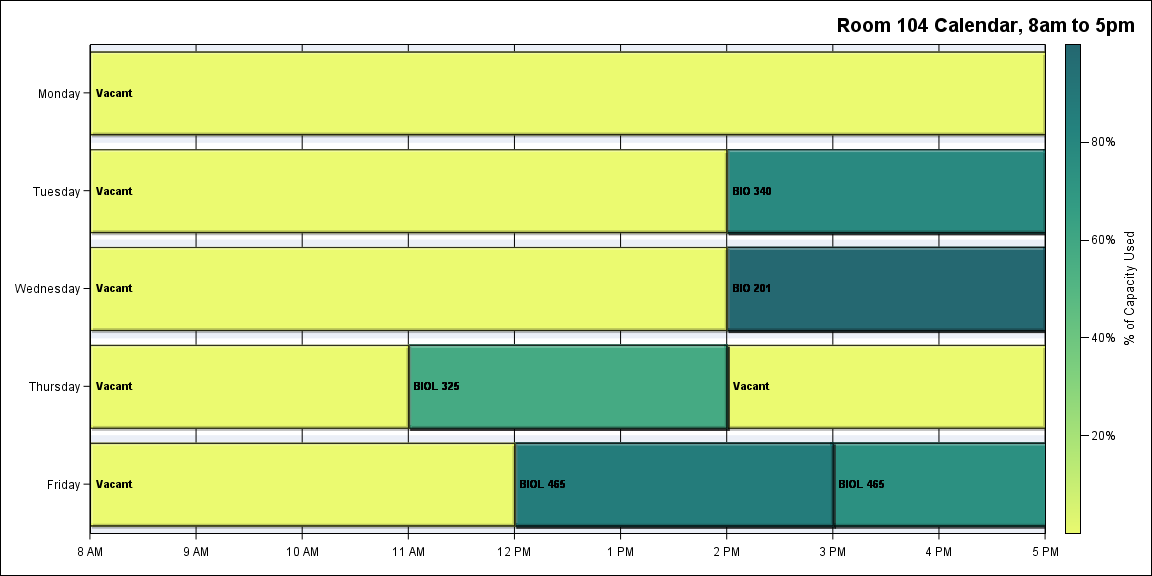 Room 104 Calendar, 8am to 5pm
Monday
Vacant
Tuesday
Vacant
BIO 340
Wednesday
Vacant
BIO 201
Thursday
Vacant
BIOL 325
Vacant
Friday
Vacant
BIOL 465
BIOL 465
8 AM
9 AM
10 AM
11 AM
12 PM
1 PM
2 PM
3 PM
4 PM
5 PM
80%
60%
40%
20%
% of Capacity Used